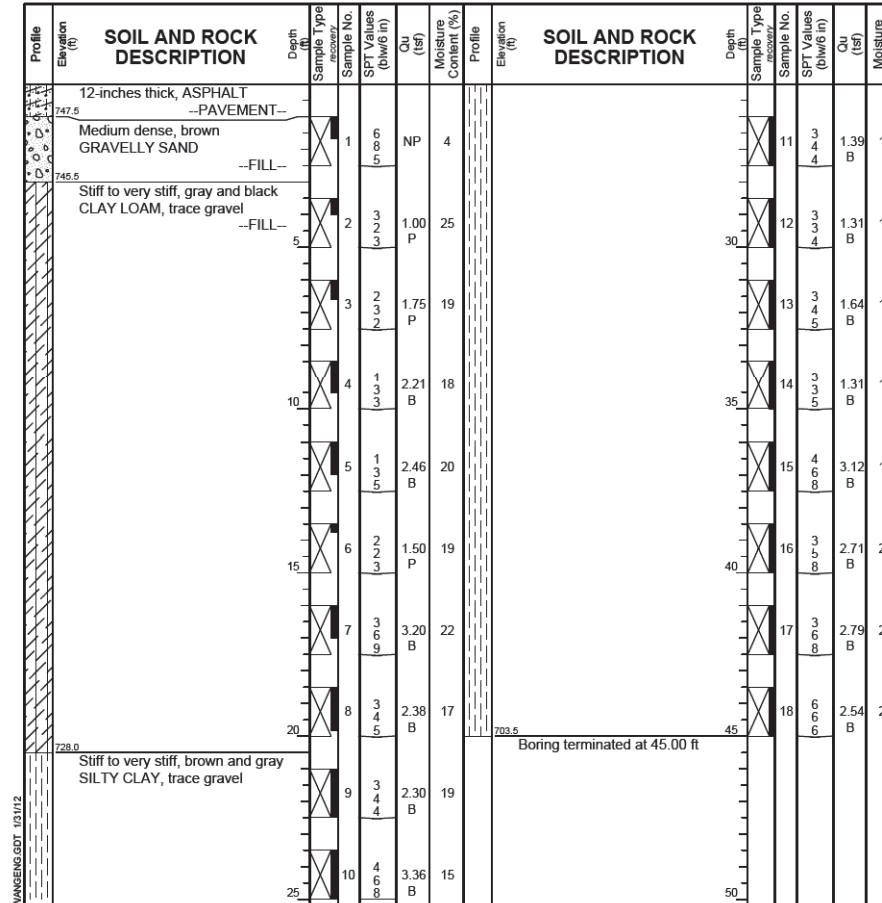 Profile
Elevation (ft)
SOIL AND ROCK DESCRIPTION
Depth (ft)
Sample Type
recovery
Sample No.
SPT Values (blw/6 in)
Qu (tsf)
Moisture Content (%)
Profile
Elevation (ft)
SOIL AND ROCK DESCRIPTION
Depth (ft)
Sample Type
recovery
Sample No.
SPT Values (blw/6 in)
Qu (tsf)
Moisture
12-inches thick, ASPHALT
747.5 --PAVEMENT--
Medium dense, brown
GRAVELLY SAND
--FILL--
745.5
1 6 8 5 NP 4
Stiff to very stiff, gray and black
CLAY LOAM, trace gravel
--FILL--
5
2 3 2 3 1.00 P 25
3 2 3 2 1.75 P 19
10
4 1 3 3 2.21 B 18
5 1 3 5 2.46 B 20
15
6 2 2 3 1.50 P 19
7 3 6 9 3.20 B 22
20
8 3 4 5 2.38 B 17
728.0
Stiff to very stiff, brown and gray
SILTY CLAY, trace gravel
9 3 4 4 2.30 B 19
25
10 4 6 8 3.36 B 15
11 3 4 4 1.39 B 1
30
12 3 3 4 1.31 B 1
13 3 4 5 1.64 B 1
35
14 3 3 5 1.31 B 1
15 4 6 8 3.12 B 1
40
16 3 5 8 2.71 B 2
17 3 6 8 2.79 B 2
45
18 6 6 6 2.54 B 2
703.5
Boring terminated at 45.00 ft
50
WANGENG.GDT 1/31/12